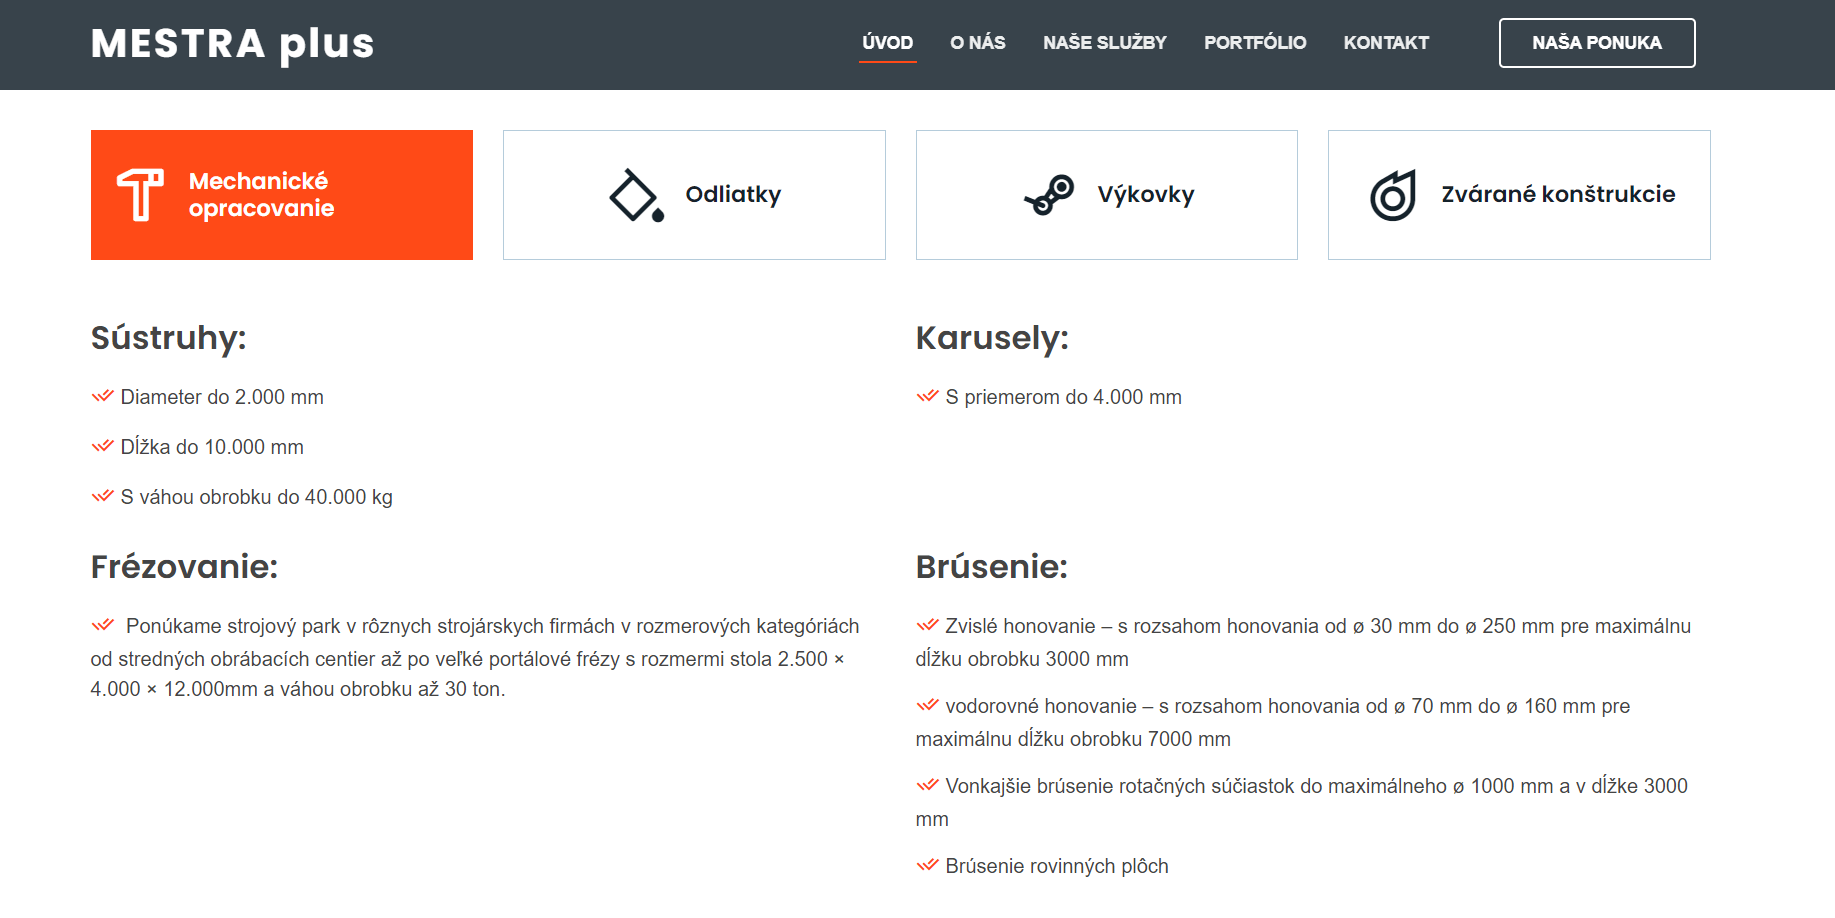 MESTRA plus
ÚVOD
O NÁS
NAŠE SLUŽBY
PORTFÓLIO
KONTAKT
NAŠA PONUKA
Mechanické
opracovanie
Odliatky
Výkovky
Zvárané konštrukcie
Sústruhy:
Diameter do 2.000 mm
Dĺžka do 10.000 mm
S váhou obrobku do 40.000 kg
Karusely:
S priemerom do 4.000 mm
Frézovanie:
Ponúkame strojový park v rôznych strojárskych firmách v rozmerových kategóriách
od stredných obrábacích centier až po veľké portálové frézy s rozmermi stola 2.500 ×
4.000 × 12.000mm a váhou obrobku až 30 ton.
Brúsenie:
Zvislé honovanie – s rozsahom honovania od ø 30 mm do ø 250 mm pre maximálnu
dĺžku obrobku 3000 mm
vodorovné honovanie – s rozsahom honovania od ø 70 mm do ø 160 mm pre
maximálnu dĺžku obrobku 7000 mm
Vonkajšie brúsenie rotačných súčiastok do maximálneho ø 1000 mm a v dĺžke 3000
mm
Brúsenie rovinných plôch